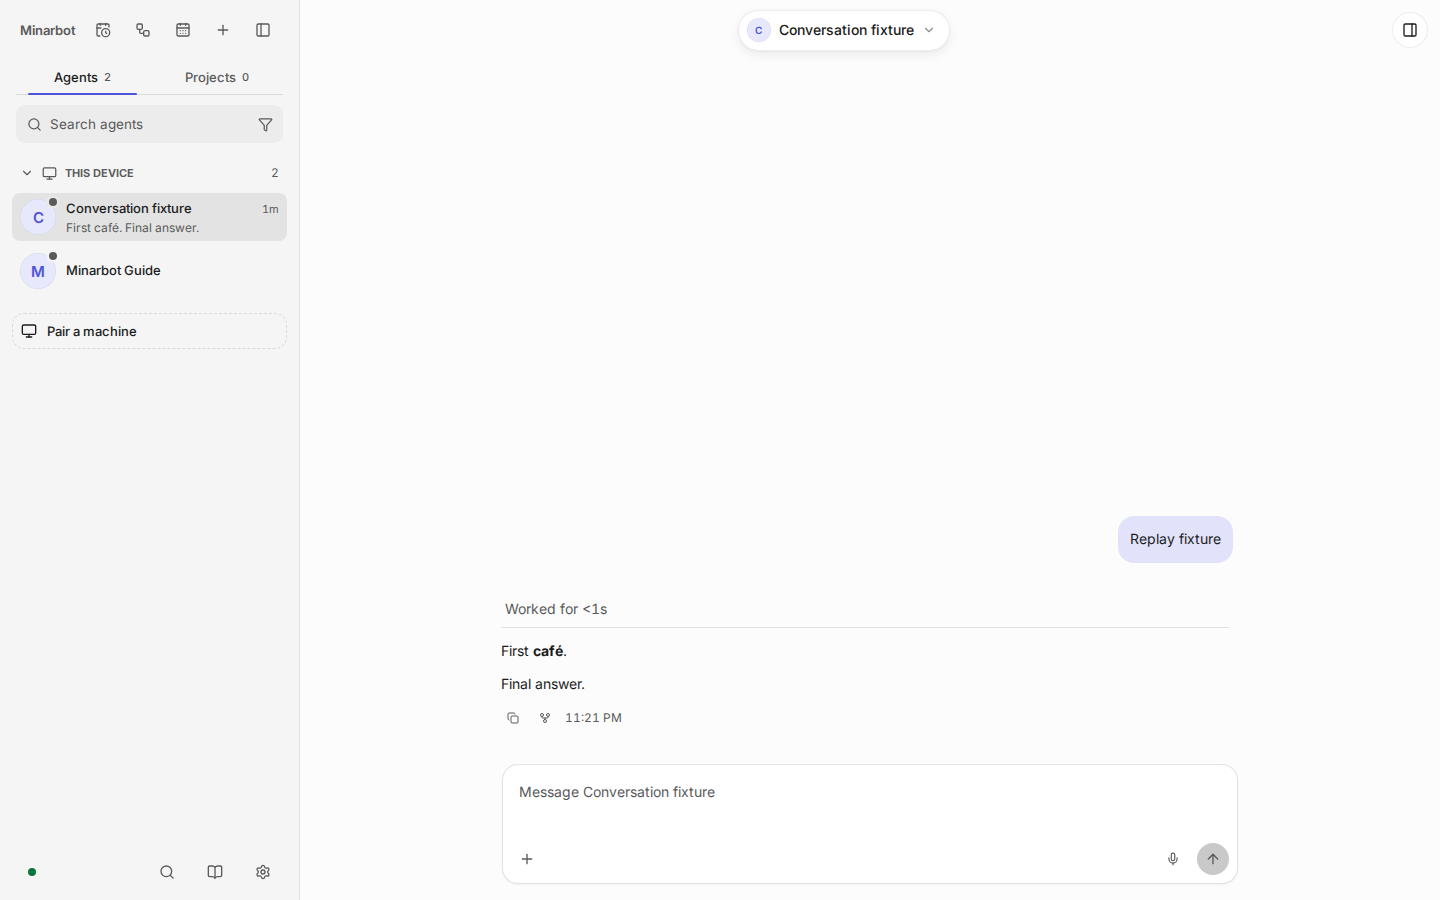 Minarbot
Agents 2
Projects 0
Search agents
THIS DEVICE 2
C
Conversation fixture 1m
First café. Final answer.
M
Minarbot Guide
Pair a machine
C Conversation fixture
Replay fixture
Worked for <1s
First café.
Final answer.
11:21 PM
Message Conversation fixture